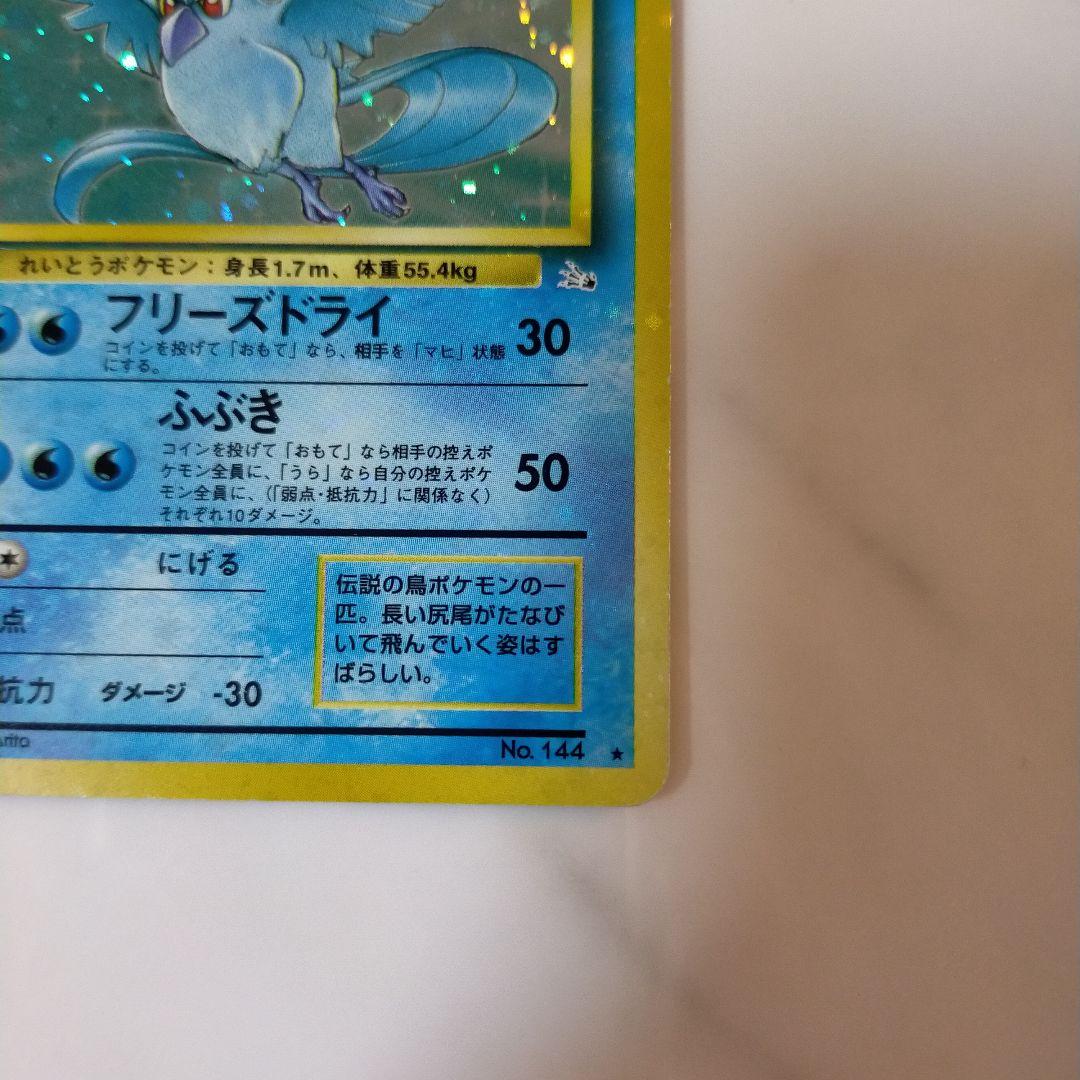 れいとうポケモン：身長1.7m、体重55.4kg
フリーズドライ 30
コインを投げて「おもて」なら、相手を「マヒ」状態
にする。
ふぶき
コインを投げて「おもて」なら相手の控えポ
ケモン全員に、「うら」なら自分の控えポケ
モン全員に、（「弱点・抵抗力」に関係なく）
それぞれ10ダメージ。
50
にげる
点
抗力 ダメージ -30
伝説の鳥ポケモンの一
匹。長い尻尾がたなび
いて飛んでいく姿はす
ばらしい。
No. 144 ★